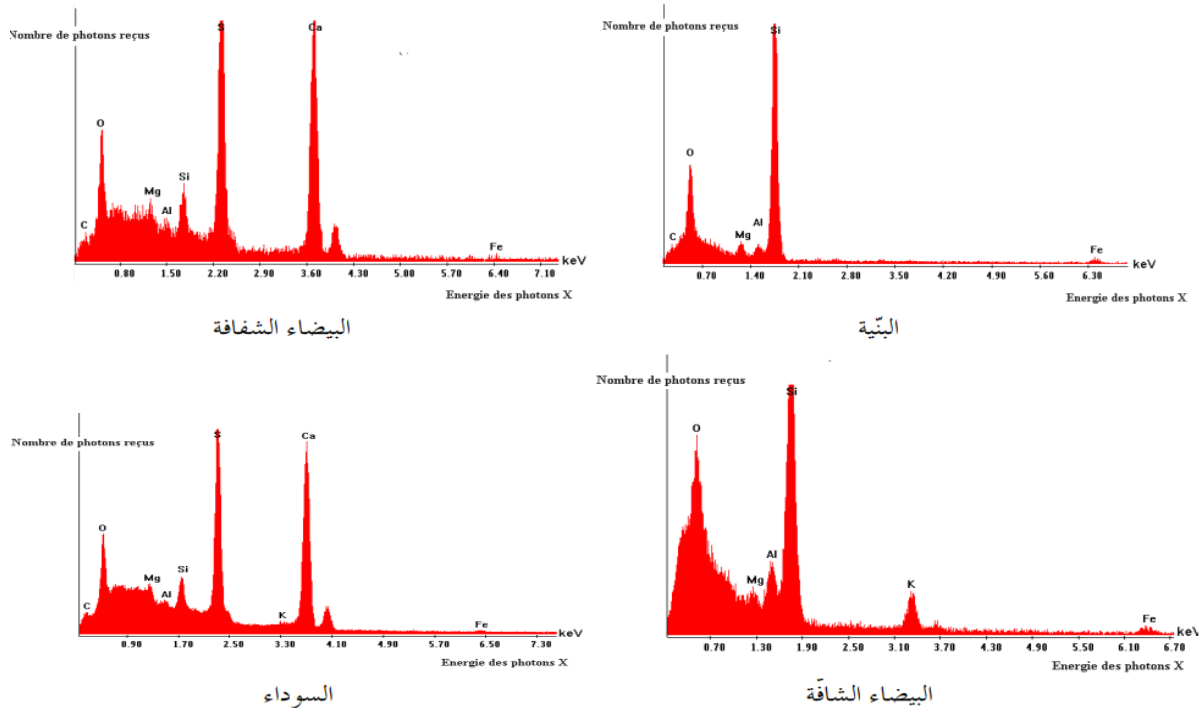 Nombre de photons reçus
S
Ca
O
Si
Mg
Al
C
Fe
0.80 1.50 2.20 2.90 3.60 4.30 5.00 5.70 6.40 7.10 keV
Energie des photons X
البيضاء الشفافة
Nombre de photons reçus
Si
O
Al
Mg
C
Fe
0.70 1.40 2.10 2.80 3.50 4.20 4.90 5.60 6.30 keV
Energie des photons X
البنّية
Nombre de photons reçus
S
Ca
O
Si
Mg
Al
C
K
Fe
0.90 1.70 2.50 3.30 4.10 4.90 5.70 6.50 7.30 keV
Energie des photons X
السوداء
Nombre de photons reçus
Si
O
Al
Mg
K
Fe
0.70 1.30 1.90 2.50 3.10 3.70 4.30 4.90 5.50 6.10 6.70 keV
Energie des photons X
البيضاء الشافّة